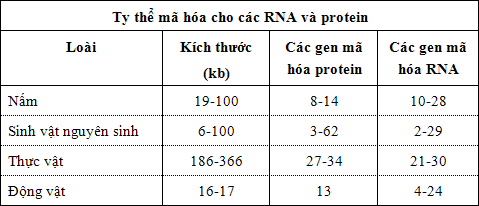 Ty thể mã hóa cho các RNA và protein
Loài Kích thước Các gen mã Các gen mã
(kb) hóa protein hóa RNA
Nấm 19-100 8-14 10-28
Sinh vật nguyên sinh 6-100 3-62 2-29
Thực vật 186-366 27-34 21-30
Động vật 16-17 13 4-24